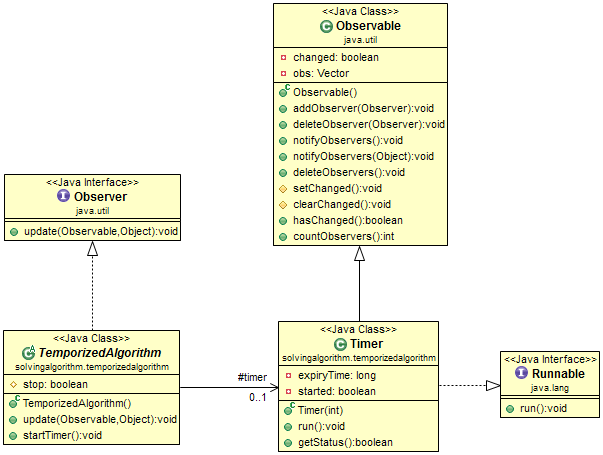 <<Java Class>>
Observable
java.util
changed: boolean
obs: Vector
Observable()
addObserver(Observer):void
deleteObserver(Observer):void
notifyObservers():void
notifyObservers(Object):void
deleteObservers():void
setChanged():void
clearChanged():void
hasChanged():boolean
countObservers():int
<<Java Interface>>
Observer
java.util
update(Observable,Object):void
<<Java Class>>
TemporizedAlgorithm
solvingalgorithm.temporizedalgorithm
stop: boolean
TemporizedAlgorithm()
update(Observable,Object):void
startTimer():void
#timer
0..1
<<Java Class>>
Timer
solvingalgorithm.temporizedalgorithm
expiryTime: long
started: boolean
Timer(int)
run():void
getStatus():boolean
<<Java Interface>>
Runnable
java.lang
run():void